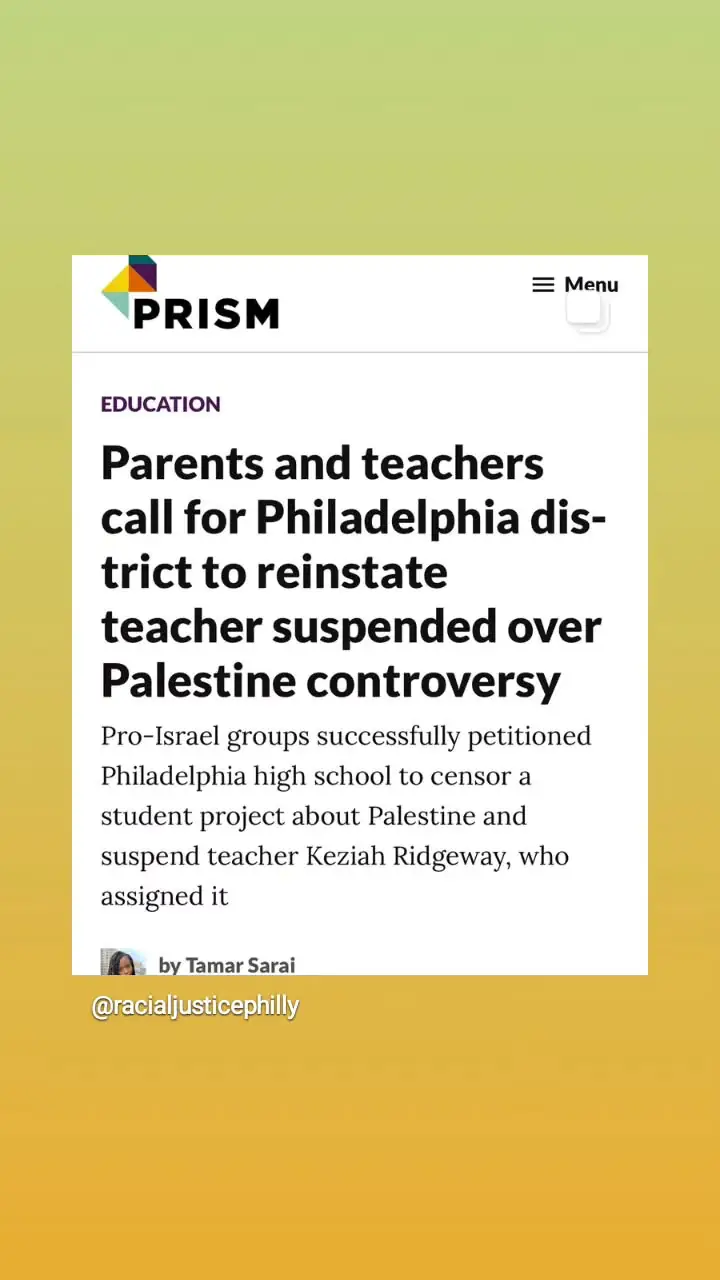 PRISM
Menu
EDUCATION
Parents and teachers
call for Philadelphia dis-
trict to reinstate
teacher suspended over
Palestine controversy
Pro-Israel groups successfully petitioned
Philadelphia high school to censor a
student project about Palestine and
suspend teacher Keziah Ridgeway, who
assigned it
by Tamar Sarai
@racialjusticephilly